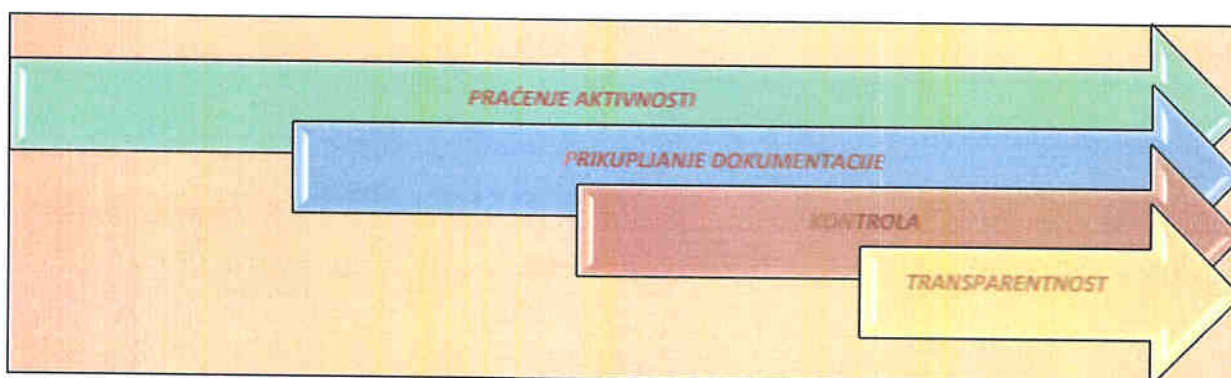 PRAĆENJE AKTIVNOSTI
PRIKUPLJANJE DOKUMENTACIJE
KONTROLA
TRANSPARENTNOST